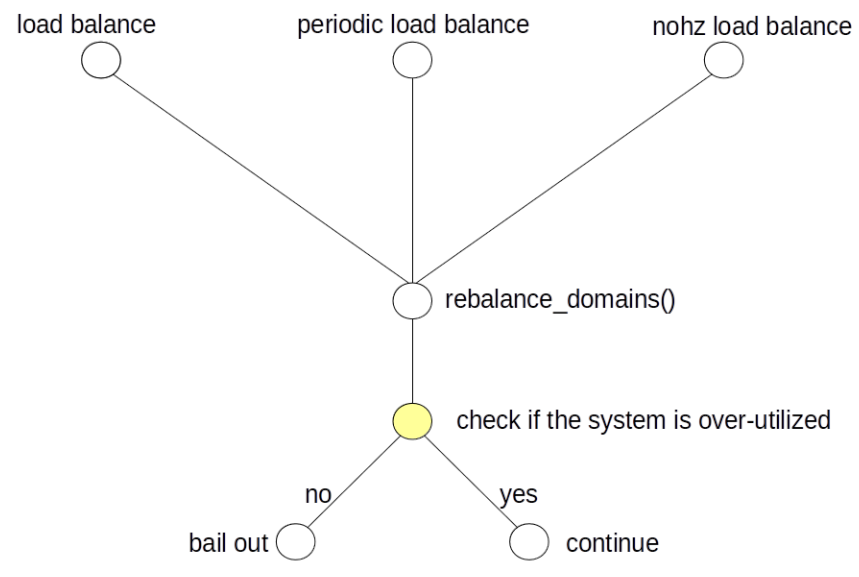 load balance
periodic load balance
nohz load balance
rebalance_domains()
check if the system is over-utilized
no
yes
bail out
continue